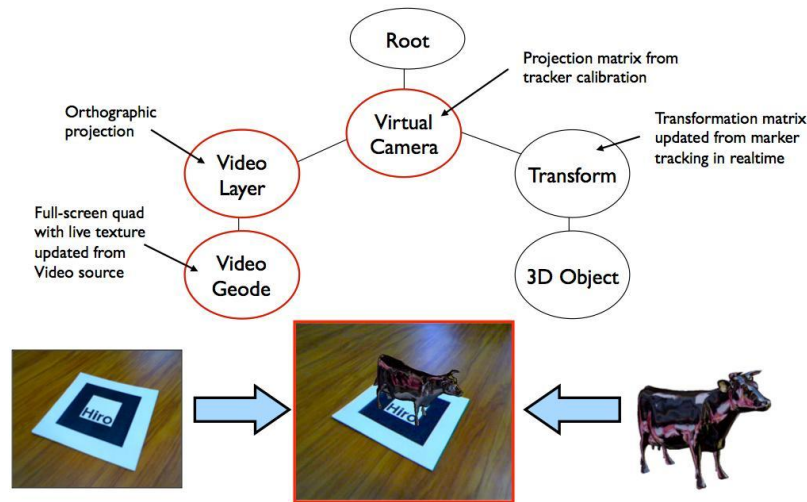 Root
Projection matrix from
tracker calibration
Orthographic
projection
Virtual
Camera
Transformation matrix
updated from marker
tracking in realtime
Video
Layer
Transform
Full-screen quad
with live texture
updated from
Video source
Video
Geode
3D Object
Hiro
Hiro